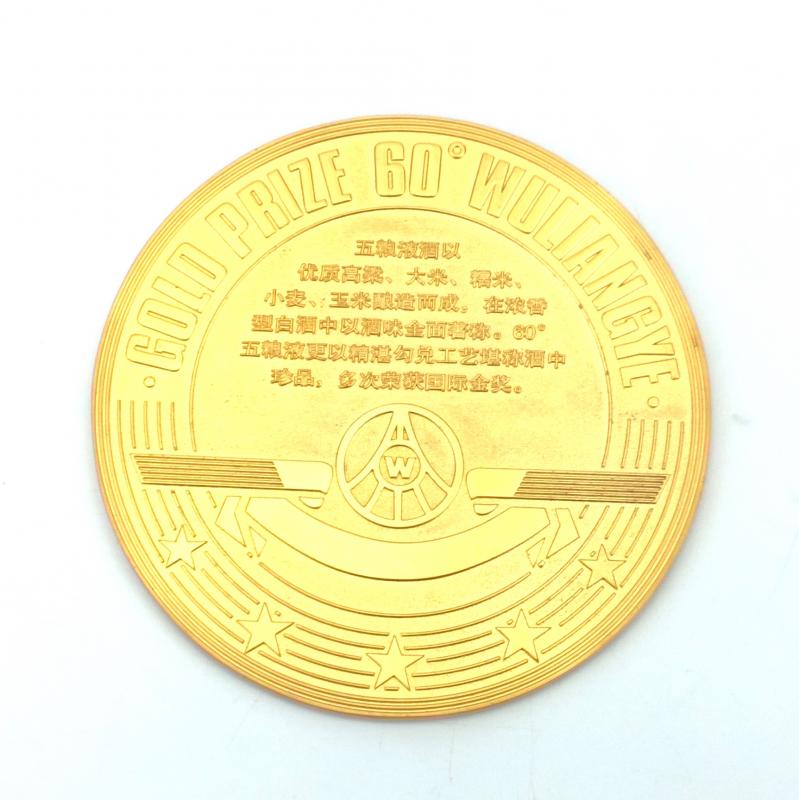 · GOLD PRIZE 60° WULIANGYE ·
五粮液酒以
优质高粱、大米、糯米、
小麦、玉米酿造而成，在浓香
型白酒中以酒味全面著称。60°
五粮液更以精湛勾兑工艺堪称酒中
珍品，多次荣获国际金奖。
W